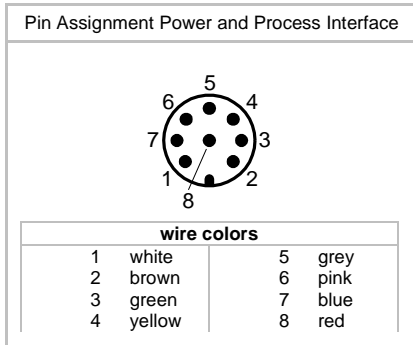 Pin Assignment Power and Process Interface
5
6 4
7 3
1 2
8
wire colors
1 white 5 grey
2 brown 6 pink
3 green 7 blue
4 yellow 8 red